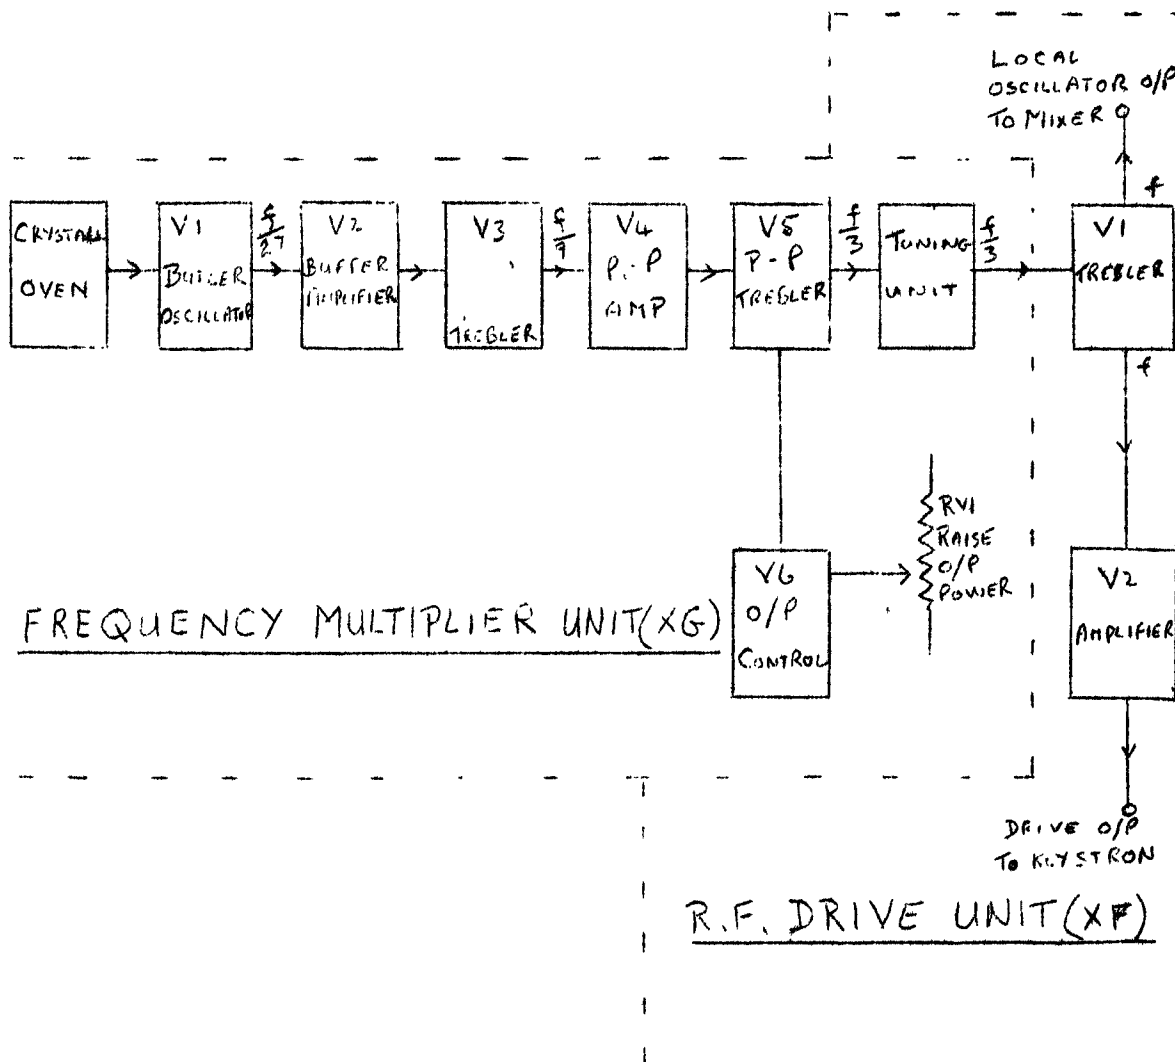 LOCAL
OSCILLATOR O/P
TO MIXER
f
CRYSTAL
OVEN
V1
BUTLER
OSCILLATOR
f/27
V2
BUFFER
AMPLIFIER
V3
TREBLER
f/9
V4
P.-P
AMP
V5
P-P
TREBLER
f/3
TUNING
UNIT
f/3
V1
TREBLER
f
RV1
RAISE
O/P
POWER
V6
O/P
CONTROL
V2
AMPLIFIER
FREQUENCY MULTIPLIER UNIT(XG)
DRIVE O/P
TO KLYSTRON
R.F. DRIVE UNIT(XF)